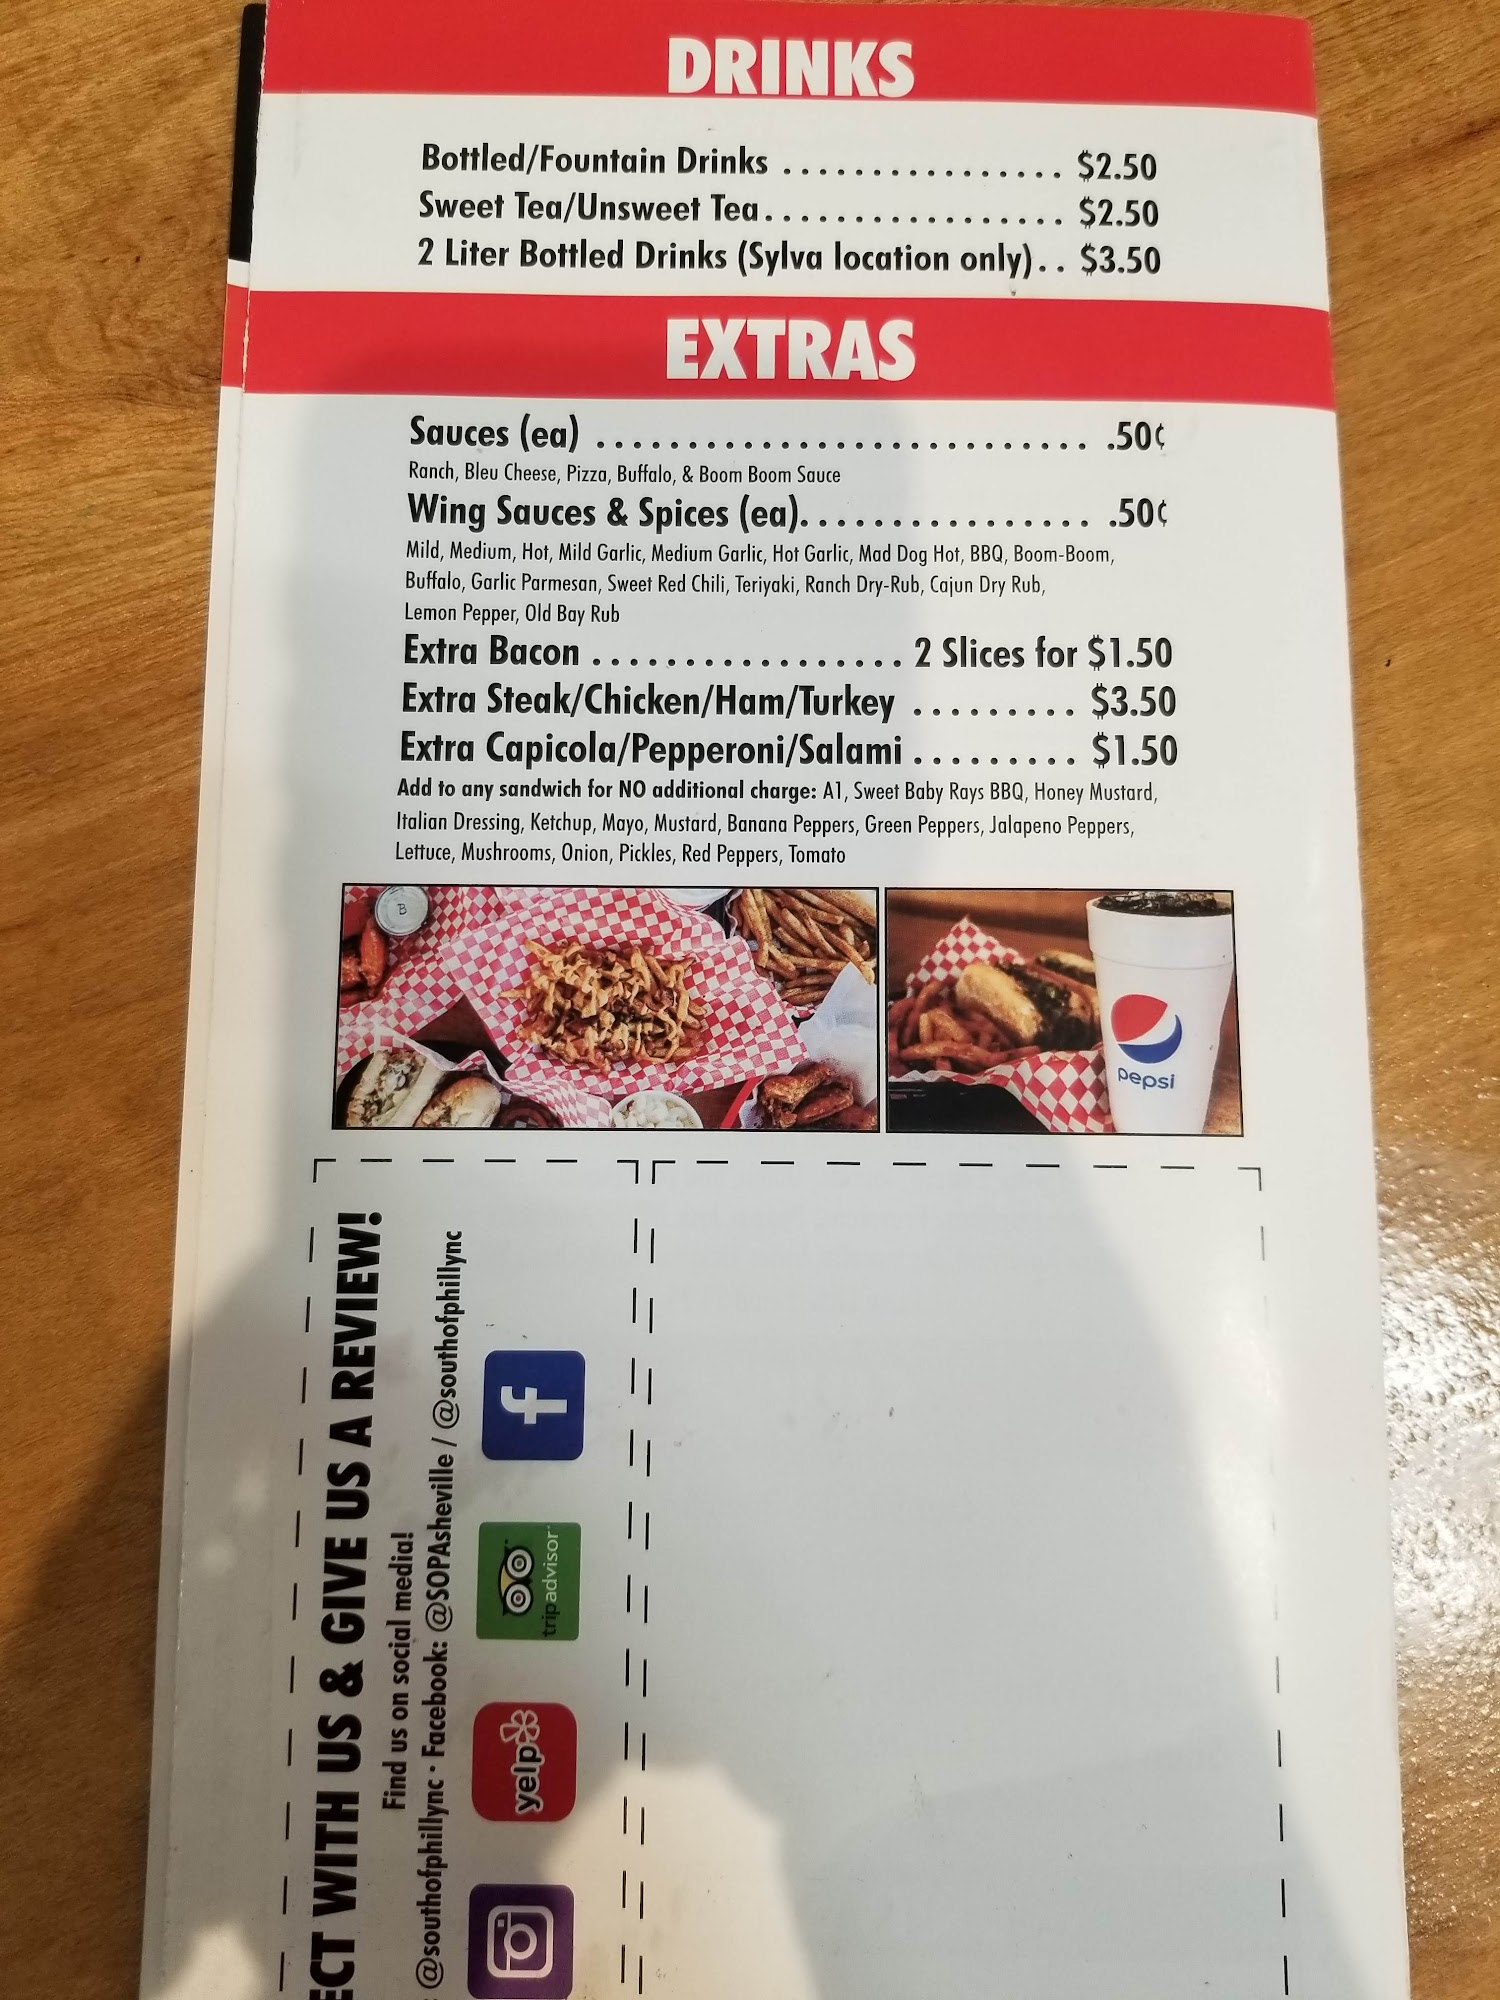 DRINKS
Bottled/Fountain Drinks ................ $2.50
Sweet Tea/Unsweet Tea................. $2.50
2 Liter Bottled Drinks (Sylva location only).. $3.50
EXTRAS
Sauces (ea) ........................... .50¢
Ranch, Bleu Cheese, Pizza, Buffalo, & Boom Boom Sauce
Wing Sauces & Spices (ea)................ .50¢
Mild, Medium, Hot, Mild Garlic, Medium Garlic, Hot Garlic, Mad Dog Hot, BBQ, Boom-Boom,
Buffalo, Garlic Parmesan, Sweet Red Chili, Teriyaki, Ranch Dry-Rub, Cajun Dry Rub,
Lemon Pepper, Old Bay Rub
Extra Bacon ................. 2 Slices for $1.50
Extra Steak/Chicken/Ham/Turkey ......... $3.50
Extra Capicola/Pepperoni/Salami ......... $1.50
Add to any sandwich for NO additional charge: A1, Sweet Baby Rays BBQ, Honey Mustard,
Italian Dressing, Ketchup, Mayo, Mustard, Banana Peppers, Green Peppers, Jalapeno Peppers,
Lettuce, Mushrooms, Onion, Pickles, Red Peppers, Tomato
B
pepsi
ECT WITH US & GIVE US A REVIEW!
Find us on social media!
: @southofphillync • Facebook: @SOPAsheville / @southofphillync
yelp
tripadvisor
f